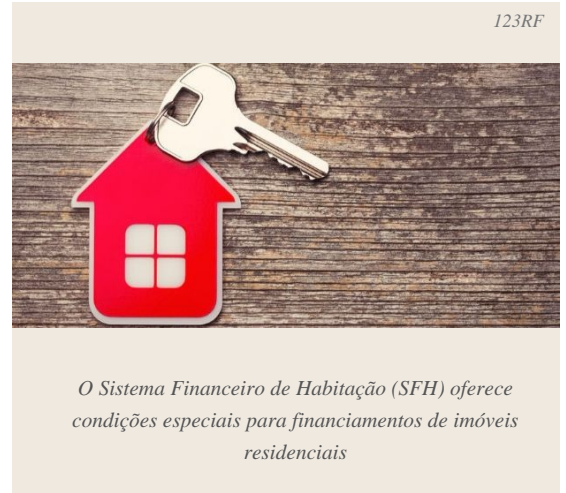 123RF
O Sistema Financeiro de Habitação (SFH) oferece
condições especiais para financiamentos de imóveis
residenciais